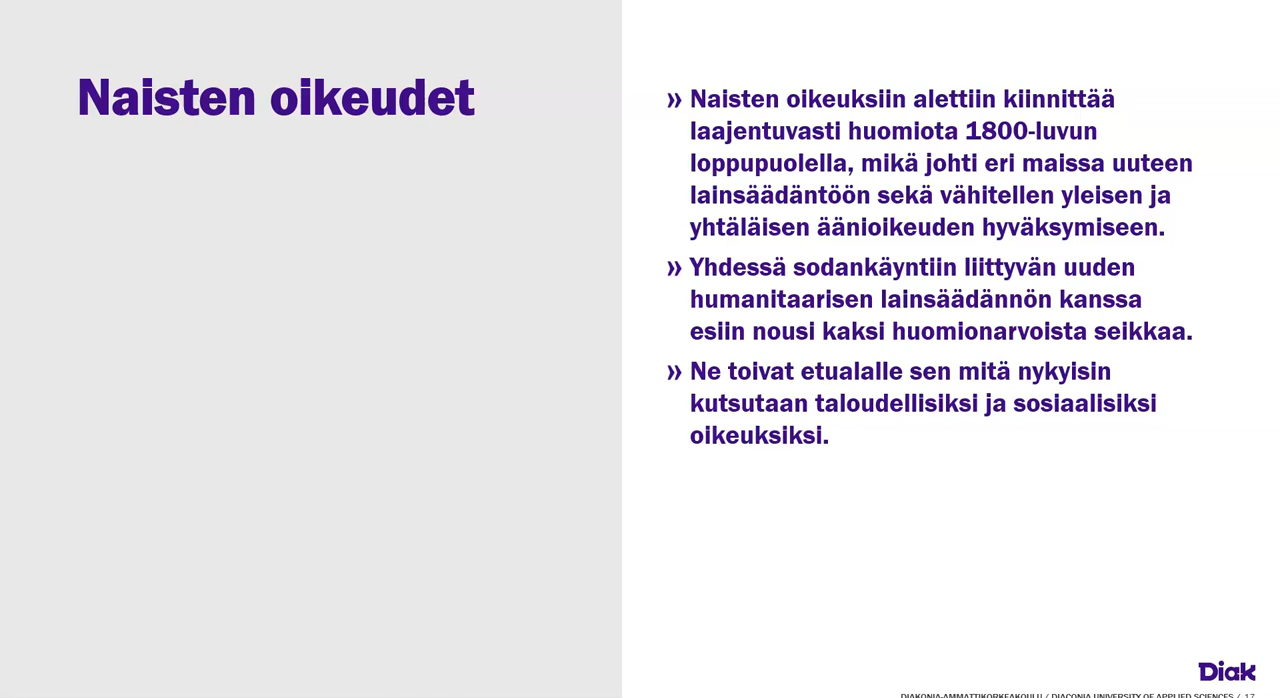 Naisten oikeudet
» Naisten oikeuksiin alettiin kiinnittää
laajentuvasti huomiota 1800-luvun
loppupuolella, mikä johti eri maissa uuteen
lainsäädäntöön sekä vähitellen yleisen ja
yhtäläisen äänioikeuden hyväksymiseen.
» Yhdessä sodankäyntiin liittyvän uuden
humanitaarisen lainsäädännön kanssa
esiin nousi kaksi huomionarvoista seikkaa.
» Ne toivat etualalle sen mitä nykyisin
kutsutaan taloudellisiksi ja sosiaalisiksi
oikeuksiksi.
Diak
DIAKONIA-AMMATTIKORKEAKOULU / DIACONIA UNIVERSITY OF APPLIED SCIENCES / 17